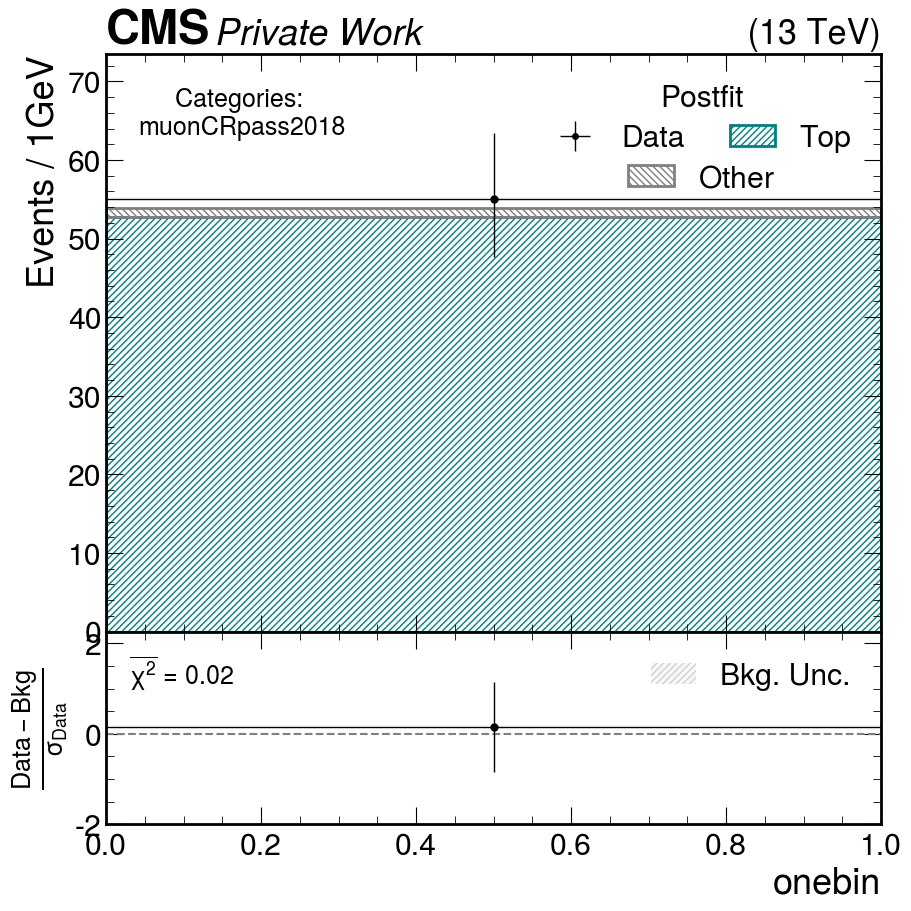 CMS Private Work (13 TeV)
Events / 1GeV
70
60
50
40
30
20
10
0
Categories:
muonCRpass2018
Postfit
Data Top
Other
2
0
-2
Data – Bkg
σData
χ² = 0.02
Bkg. Unc.
0.0 0.2 0.4 0.6 0.8 1.0
onebin